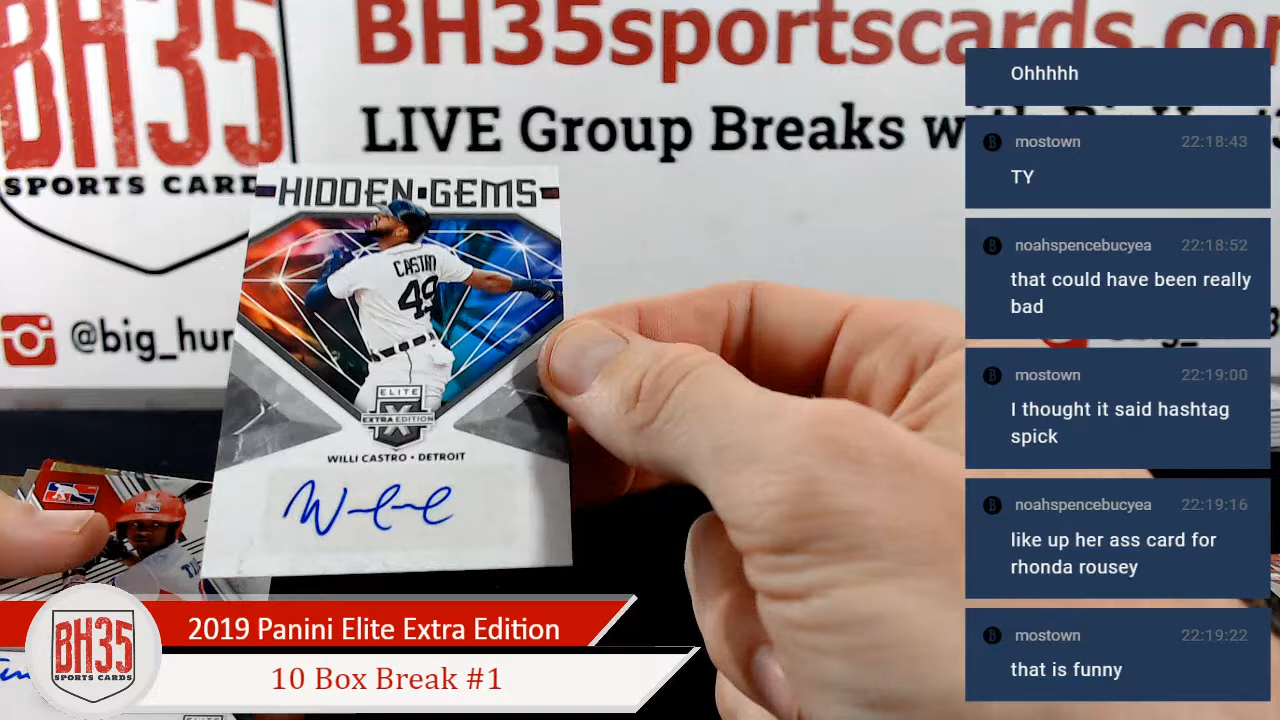 BH35
SPORTS CARD
BH35sportscards.co
LIVE Group Breaks w
@big_hur
HIDDEN GEMS
CASTRO
49
ELITE
EXTRA EDITION
X
WILLI CASTRO • DETROIT
2019 Panini Elite Extra Edition
10 Box Break #1
BH35
SPORTS CARDS
Ohhhhh
mostown 22:18:43
TY
noahspencebucyea 22:18:52
that could have been really
bad
mostown 22:19:00
I thought it said hashtag
spick
noahspencebucyea 22:19:16
like up her ass card for
rhonda rousey
mostown 22:19:22
that is funny